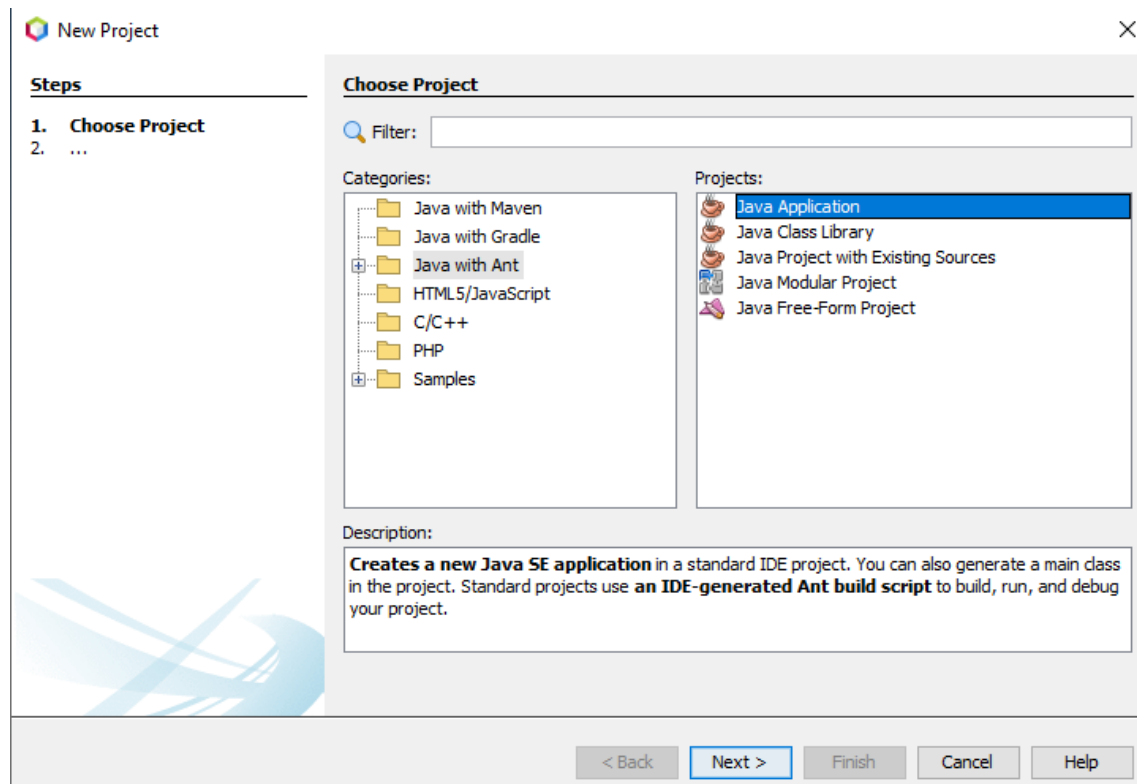 New Project
Steps
1. Choose Project
2. ...
Choose Project
Filter:
Categories:
Java with Maven
Java with Gradle
Java with Ant
HTML5/JavaScript
C/C++
PHP
Samples
Projects:
Java Application
Java Class Library
Java Project with Existing Sources
Java Modular Project
Java Free-Form Project
Description:
Creates a new Java SE application in a standard IDE project. You can also generate a main class
in the project. Standard projects use an IDE-generated Ant build script to build, run, and debug
your project.
< Back
Next >
Finish
Cancel
Help